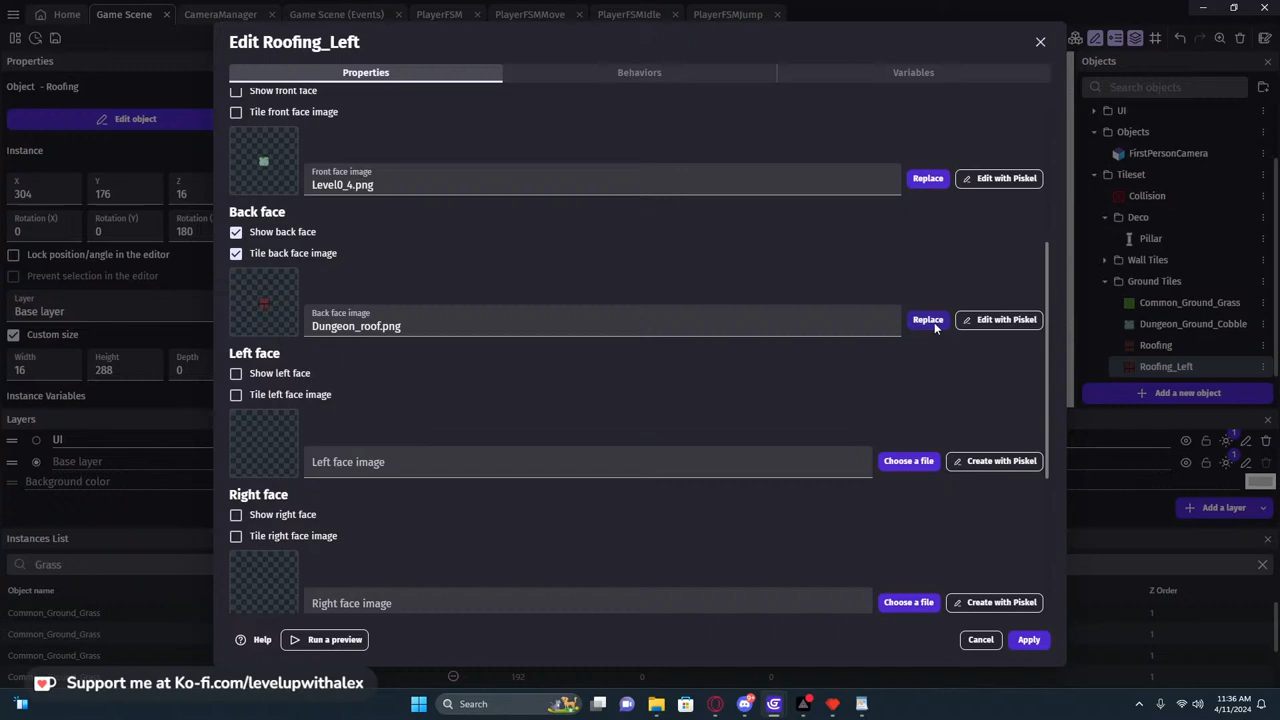 Home
Game Scene
CameraManager
Game Scene (Events)
PlayerFSM
PlayerFSMMove
PlayerFSMIdle
PlayerFSMJump
Properties
Object - Roofing
Edit object
Instance
X
304
Y
176
Z
16
Rotation (X)
0
Rotation (Y)
0
Rotation (Z)
180
Lock position/angle in the editor
Prevent selection in the editor
Layer
Base layer
Custom size
Width
16
Height
288
Depth
0
Instance Variables
Layers
UI
Base layer
Background color
Instances List
Grass
Object name
Common_Ground_Grass
Common_Ground_Grass
Common_Ground_Grass
Common_Ground_Grass
Edit Roofing_Left
Properties
Behaviors
Variables
Show front face
Tile front face image
Front face image
Level0_4.png
Replace
Edit with Piskel
Back face
Show back face
Tile back face image
Back face image
Dungeon_roof.png
Replace
Edit with Piskel
Left face
Show left face
Tile left face image
Left face image
Choose a file
Create with Piskel
Right face
Show right face
Tile right face image
Right face image
Choose a file
Create with Piskel
Help
Run a preview
Cancel
Apply
192
0
0
1
Objects
Search objects
UI
Objects
FirstPersonCamera
Tileset
Collision
Deco
Pillar
Wall Tiles
Ground Tiles
Common_Ground_Grass
Dungeon_Ground_Cobble
Roofing
Roofing_Left
Add a new object
1
1
Add a layer
Z Order
1
1
1
Support me at Ko-fi.com/levelupwithalex
Search
11:36 AM
4/11/2024